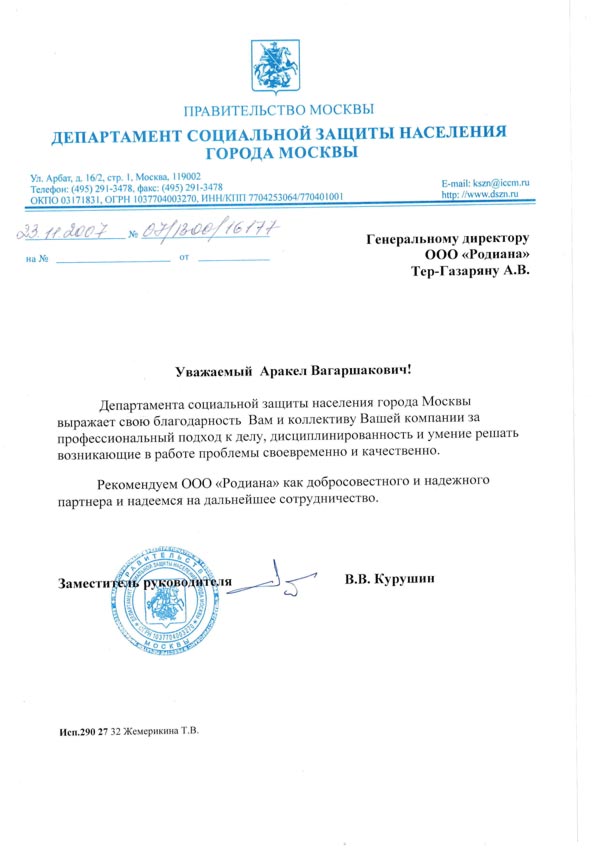 ПРАВИТЕЛЬСТВО МОСКВЫ
ДЕПАРТАМЕНТ СОЦИАЛЬНОЙ ЗАЩИТЫ НАСЕЛЕНИЯ
ГОРОДА МОСКВЫ
Ул. Арбат, д. 16/2, стр. 1, Москва, 119002
Телефон: (495) 291-3478, факс: (495) 291-3478
ОКПО 03171831, ОГРН 1037704003270, ИНН/КПП 7704253064/770401001
E-mail: kszn@iccm.ru
http: //www.dszn.ru
23.11.2007 № 07/1300/16177
на № от
Генеральному директору
ООО «Родиана»
Тер-Газаряну А.В.
Уважаемый Аракел Вагаршакович!
Департамента социальной защиты населения города Москвы
выражает свою благодарность Вам и коллективу Вашей компании за
профессиональный подход к делу, дисциплинированность и умение решать
возникающие в работе проблемы своевременно и качественно.
Рекомендуем ООО «Родиана» как добросовестного и надежного
партнера и надеемся на дальнейшее сотрудничество.
Заместитель руководителя В.В. Курушин
ПРАВИТЕЛЬСТВО МОСКВЫ
ОГРН 1037704003270
Исп.290 27 32 Жемерикина Т.В.